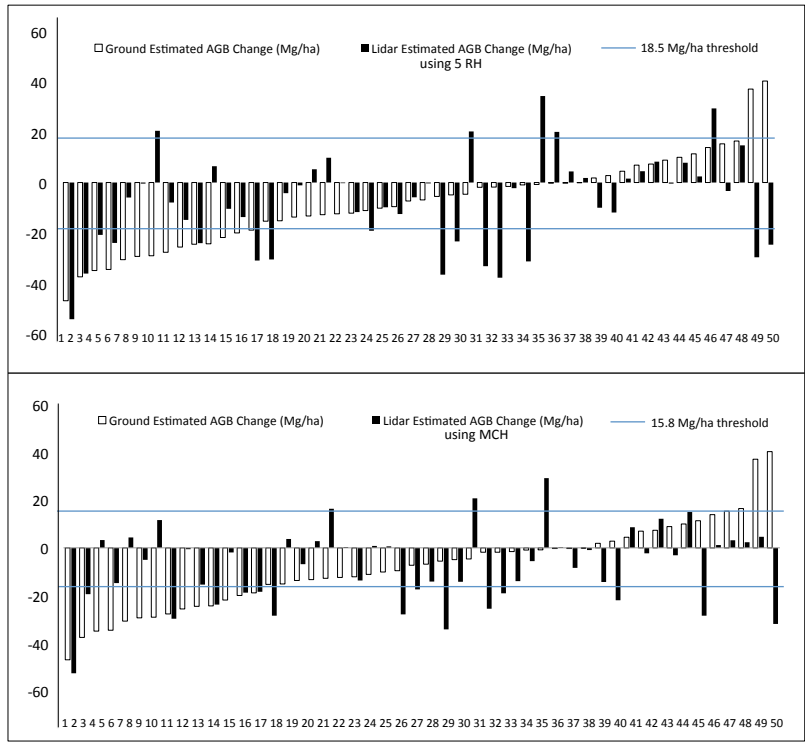 60
Ground Estimated AGB Change (Mg/ha) Lidar Estimated AGB Change (Mg/ha) 18.5 Mg/ha threshold
using 5 RH
40
20
0
-20
-40
-60
1 2 3 4 5 6 7 8 9 10 11 12 13 14 15 16 17 18 19 20 21 22 23 24 25 26 27 28 29 30 31 32 33 34 35 36 37 38 39 40 41 42 43 44 45 46 47 48 49 50
60
Ground Estimated AGB Change (Mg/ha) Lidar Estimated AGB Change (Mg/ha) 15.8 Mg/ha threshold
using MCH
40
20
0
-20
-40
-60
1 2 3 4 5 6 7 8 9 10 11 12 13 14 15 16 17 18 19 20 21 22 23 24 25 26 27 28 29 30 31 32 33 34 35 36 37 38 39 40 41 42 43 44 45 46 47 48 49 50